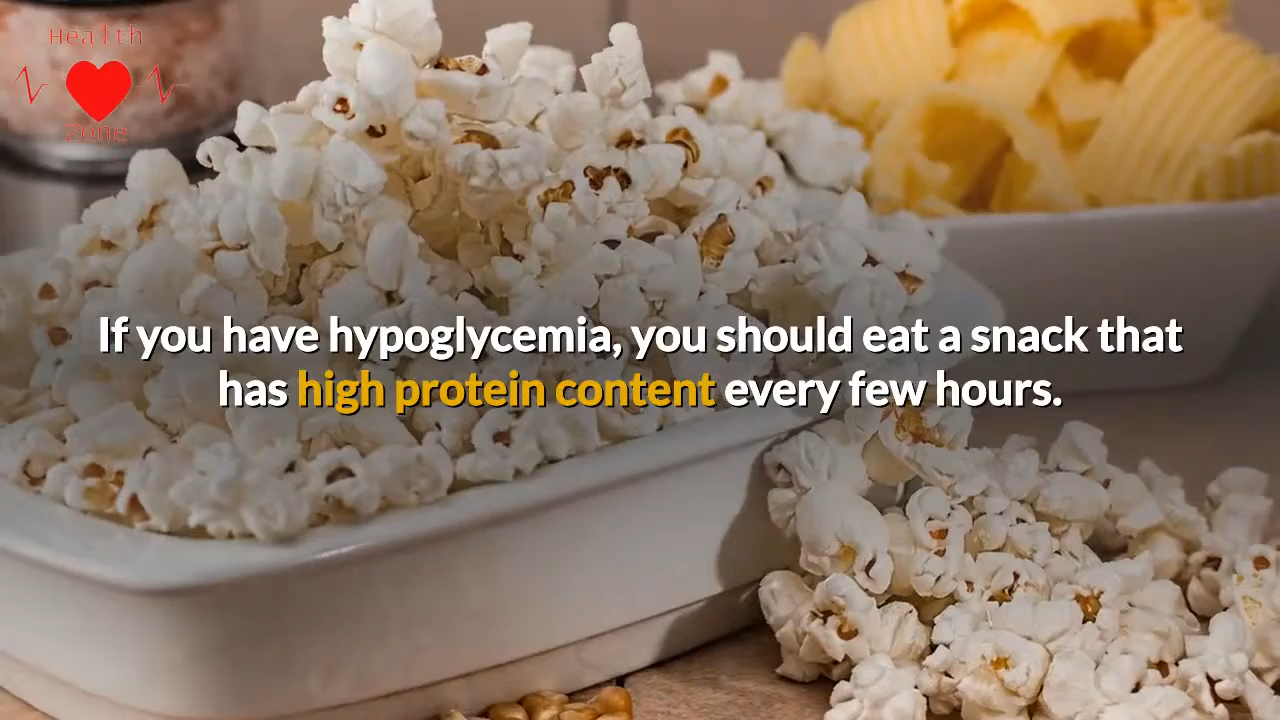 Health
Zone
If you have hypoglycemia, you should eat a snack that
has high protein content every few hours.